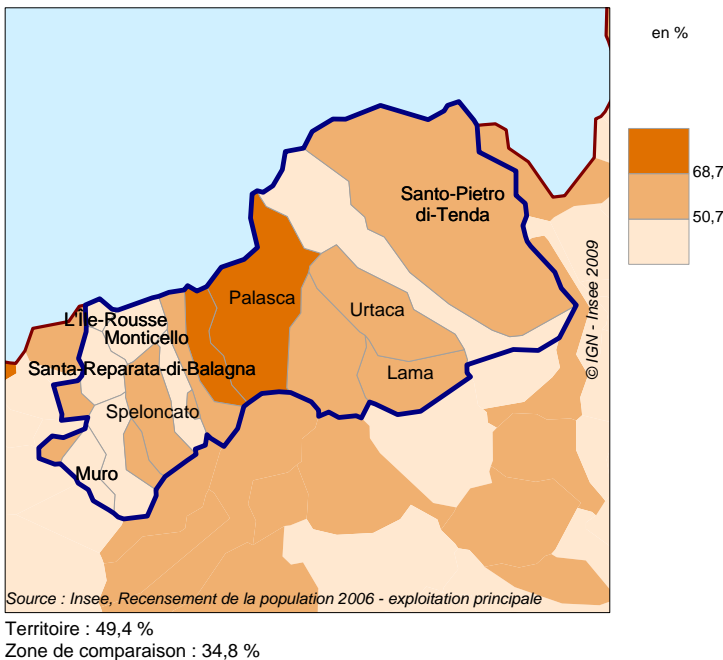 en %
68,7
50,7
Santo-Pietro
di-Tenda
Palasca
Urtaca
L'Île-Rousse
Monticello
Santa-Reparata-di-Balagna
Lama
Speloncato
Muro
© IGN - Insee 2009
Source : Insee, Recensement de la population 2006 - exploitation principale
Territoire : 49,4 %
Zone de comparaison : 34,8 %